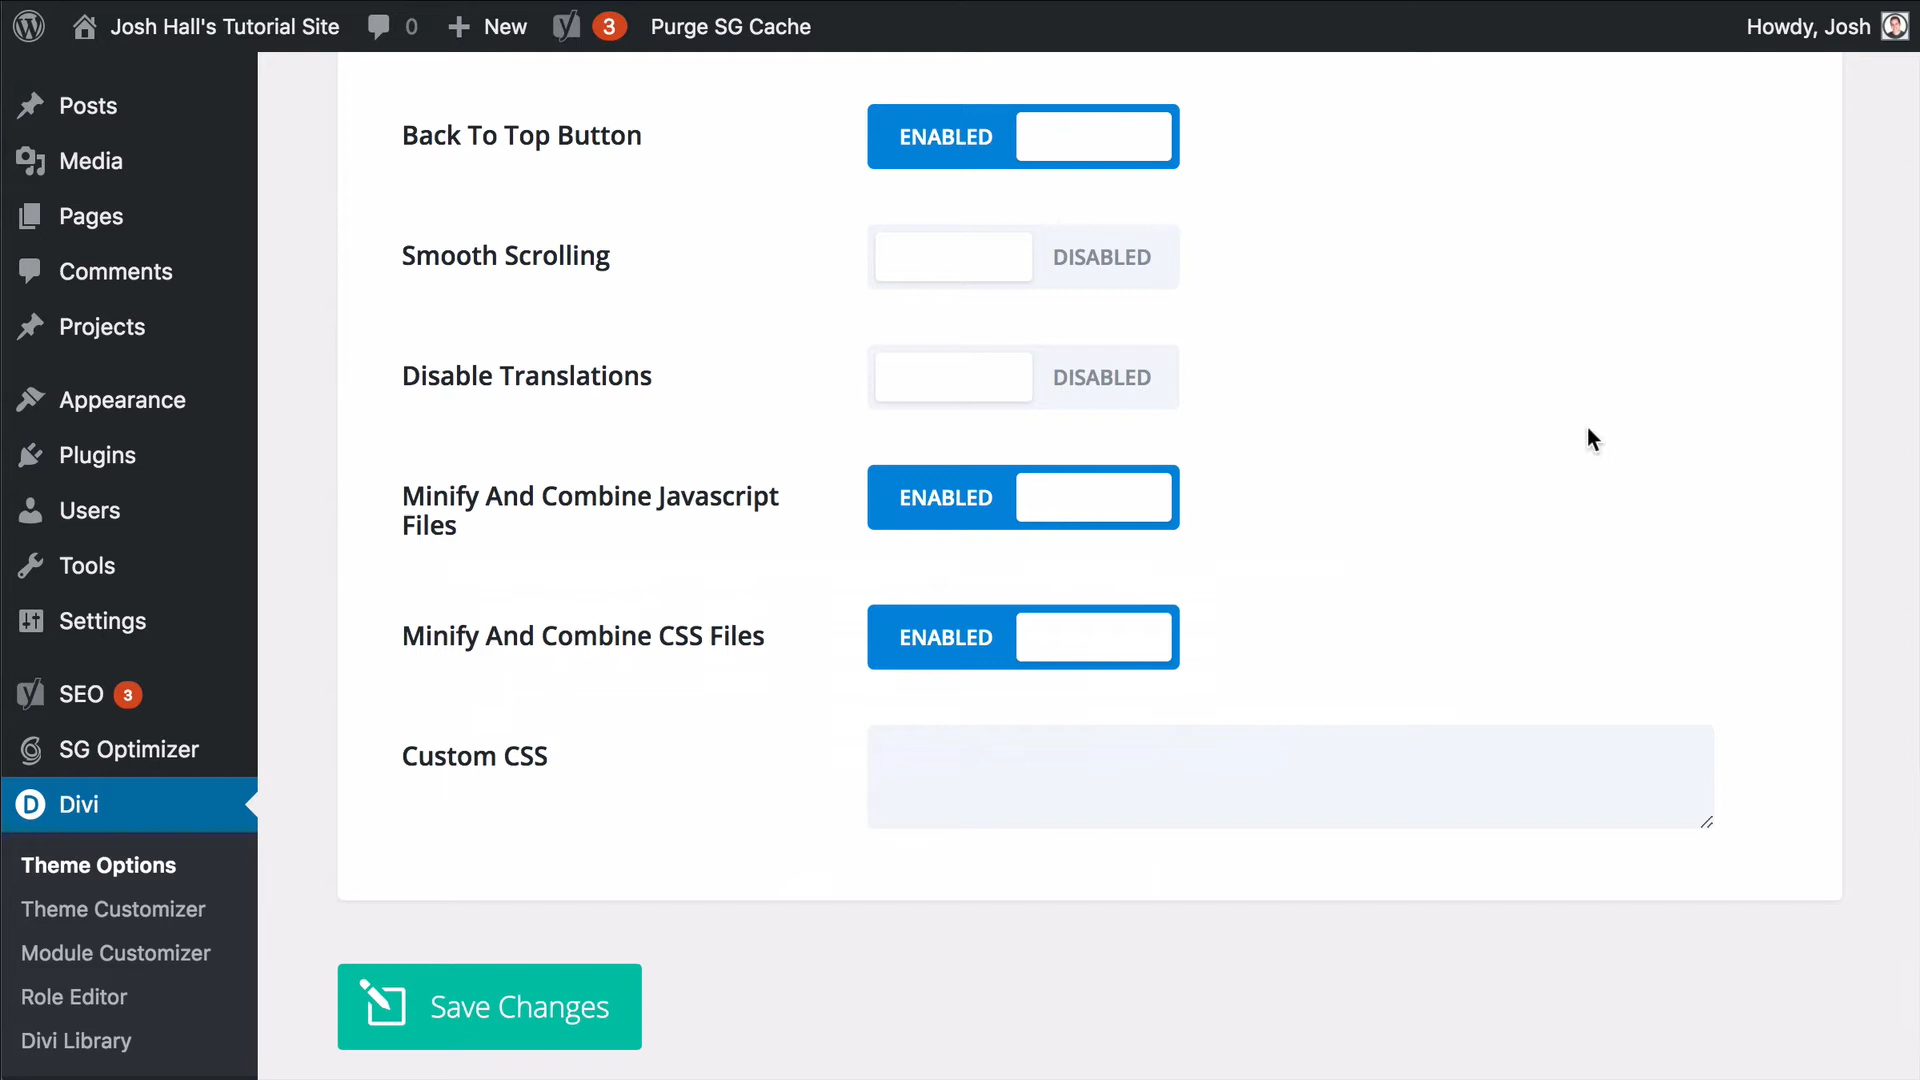 Josh Hall's Tutorial Site
0
New
3
Purge SG Cache
Howdy, Josh
Posts
Media
Pages
Comments
Projects
Appearance
Plugins
Users
Tools
Settings
SEO 3
SG Optimizer
Divi
Theme Options
Theme Customizer
Module Customizer
Role Editor
Divi Library
Back To Top Button
ENABLED
Smooth Scrolling
DISABLED
Disable Translations
DISABLED
Minify And Combine Javascript
Files
ENABLED
Minify And Combine CSS Files
ENABLED
Custom CSS
Save Changes